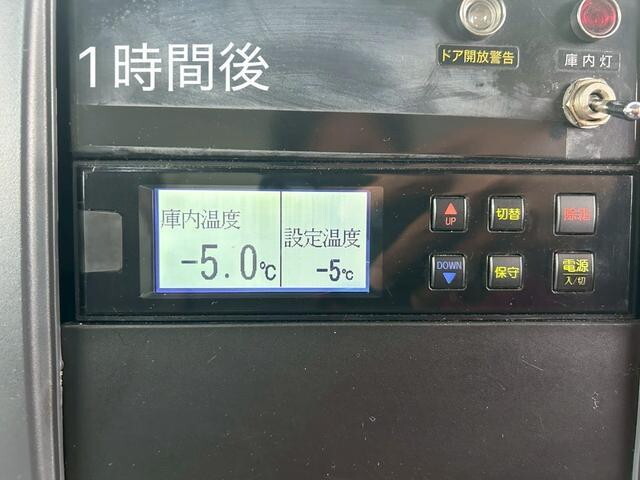 1時間後
ドア開放警告
庫内灯
庫内温度
-5.0℃
設定温度
-5℃
UP
切替
除霜
DOWN
保守
電源
入/切